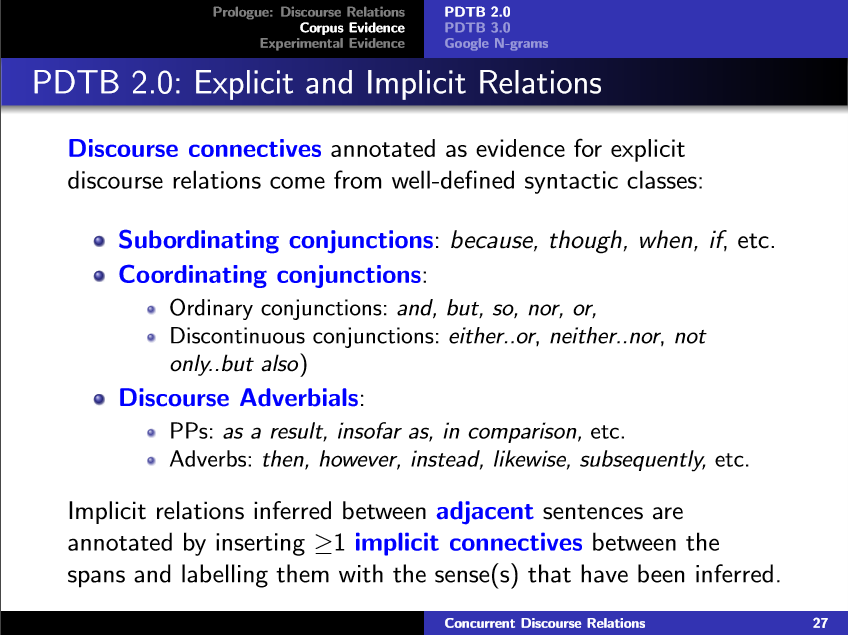 Prologue: Discourse Relations
Corpus Evidence
Experimental Evidence
PDTB 2.0
PDTB 3.0
Google N-grams
PDTB 2.0: Explicit and Implicit Relations
Discourse connectives annotated as evidence for explicit
discourse relations come from well-defined syntactic classes:
Subordinating conjunctions: because, though, when, if, etc.
Coordinating conjunctions:
Ordinary conjunctions: and, but, so, nor, or,
Discontinuous conjunctions: either..or, neither..nor, not
only..but also)
Discourse Adverbials:
PPs: as a result, insofar as, in comparison, etc.
Adverbs: then, however, instead, likewise, subsequently, etc.
Implicit relations inferred between adjacent sentences are
annotated by inserting ≥1 implicit connectives between the
spans and labelling them with the sense(s) that have been inferred.
Concurrent Discourse Relations 27